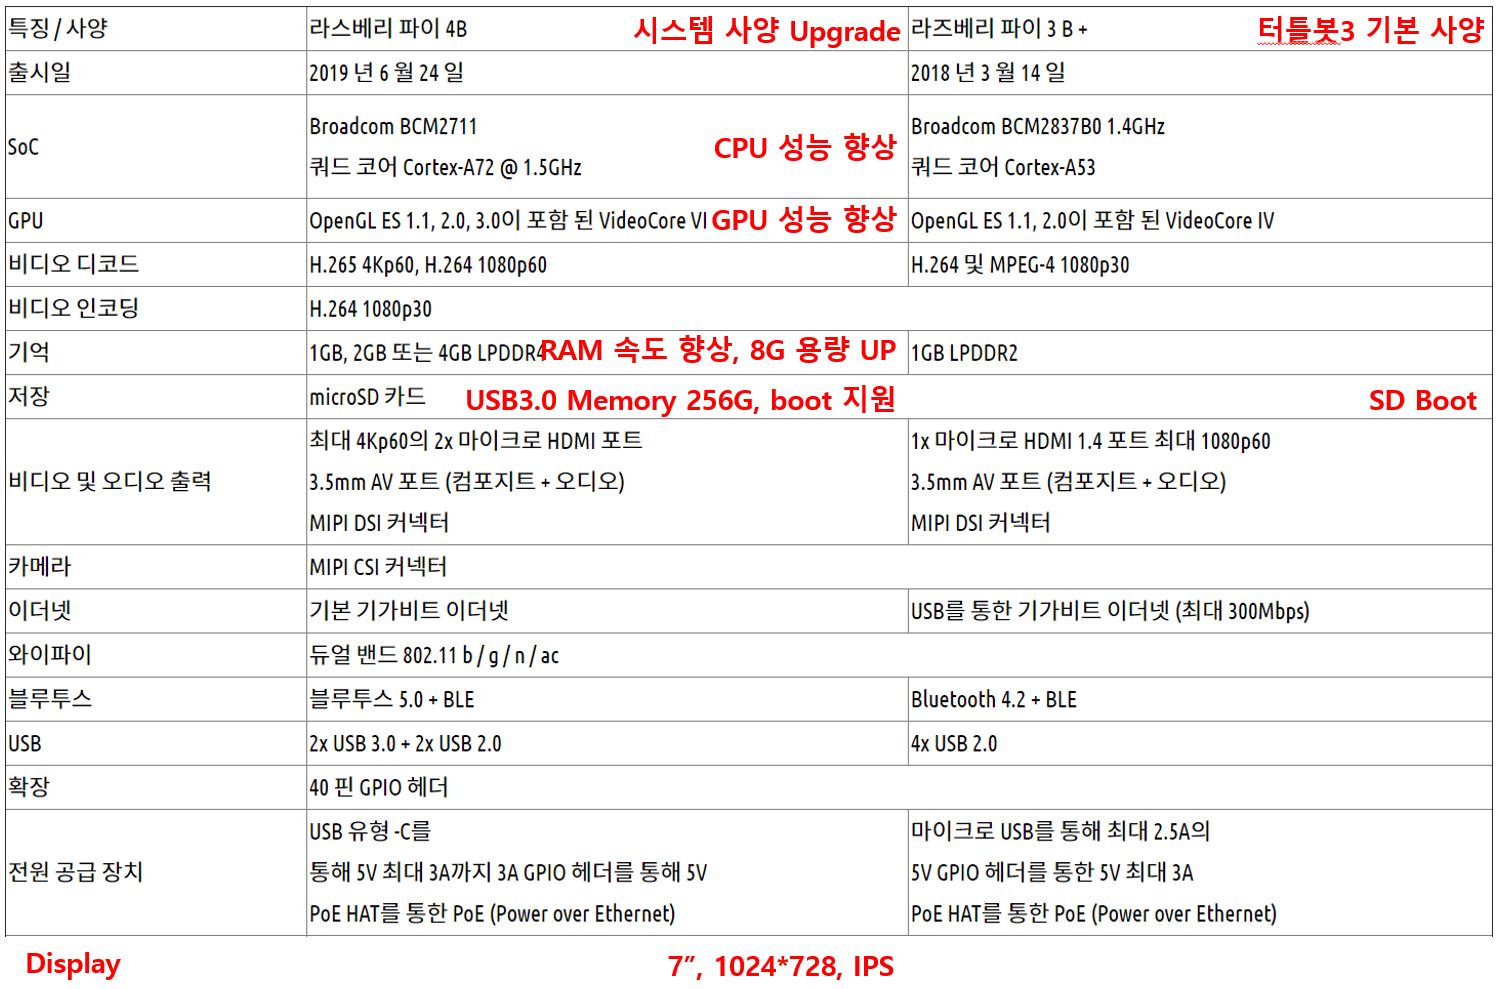 특징 / 사양 라스베리 파이 4B 시스템 사양 Upgrade 라즈베리 파이 3 B + 터틀봇3 기본 사양
출시일 2019 년 6 월 24 일 2018 년 3 월 14 일
SoC Broadcom BCM2711
쿼드 코어 Cortex-A72 @ 1.5GHz CPU 성능 향상 Broadcom BCM2837B0 1.4GHz
쿼드 코어 Cortex-A53
GPU OpenGL ES 1.1, 2.0, 3.0이 포함 된 VideoCore VI GPU 성능 향상 OpenGL ES 1.1, 2.0이 포함 된 VideoCore IV
비디오 디코드 H.265 4Kp60, H.264 1080p60 H.264 및 MPEG-4 1080p30
비디오 인코딩 H.264 1080p30
기억 1GB, 2GB 또는 4GB LPDDR4 RAM 속도 향상, 8G 용량 UP 1GB LPDDR2
저장 microSD 카드 USB3.0 Memory 256G, boot 지원 SD Boot
비디오 및 오디오 출력 최대 4Kp60의 2x 마이크로 HDMI 포트
3.5mm AV 포트 (컴포지트 + 오디오)
MIPI DSI 커넥터
1x 마이크로 HDMI 1.4 포트 최대 1080p60
3.5mm AV 포트 (컴포지트 + 오디오)
MIPI DSI 커넥터
카메라 MIPI CSI 커넥터
이더넷 기본 기가비트 이더넷 USB를 통한 기가비트 이더넷 (최대 300Mbps)
와이파이 듀얼 밴드 802.11 b / g / n / ac
블루투스 블루투스 5.0 + BLE Bluetooth 4.2 + BLE
USB 2x USB 3.0 + 2x USB 2.0 4x USB 2.0
확장 40 핀 GPIO 헤더
전원 공급 장치 USB 유형 -C를
통해 5V 최대 3A까지 3A GPIO 헤더를 통해 5V
PoE HAT를 통한 PoE (Power over Ethernet)
마이크로 USB를 통해 최대 2.5A의
5V GPIO 헤더를 통한 5V 최대 3A
PoE HAT를 통한 PoE (Power over Ethernet)
Display 7”, 1024*728, IPS